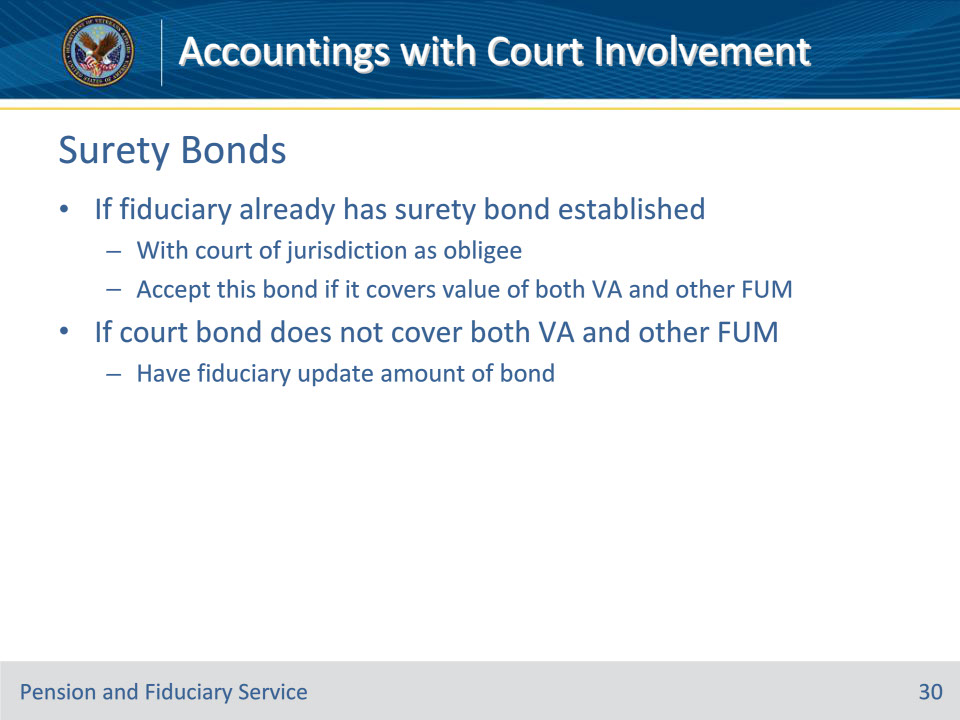 Accountings with Court Involvement
Surety Bonds
• If fiduciary already has surety bond established
– With court of jurisdiction as obligee
– Accept this bond if it covers value of both VA and other FUM
• If court bond does not cover both VA and other FUM
– Have fiduciary update amount of bond
Pension and Fiduciary Service
30